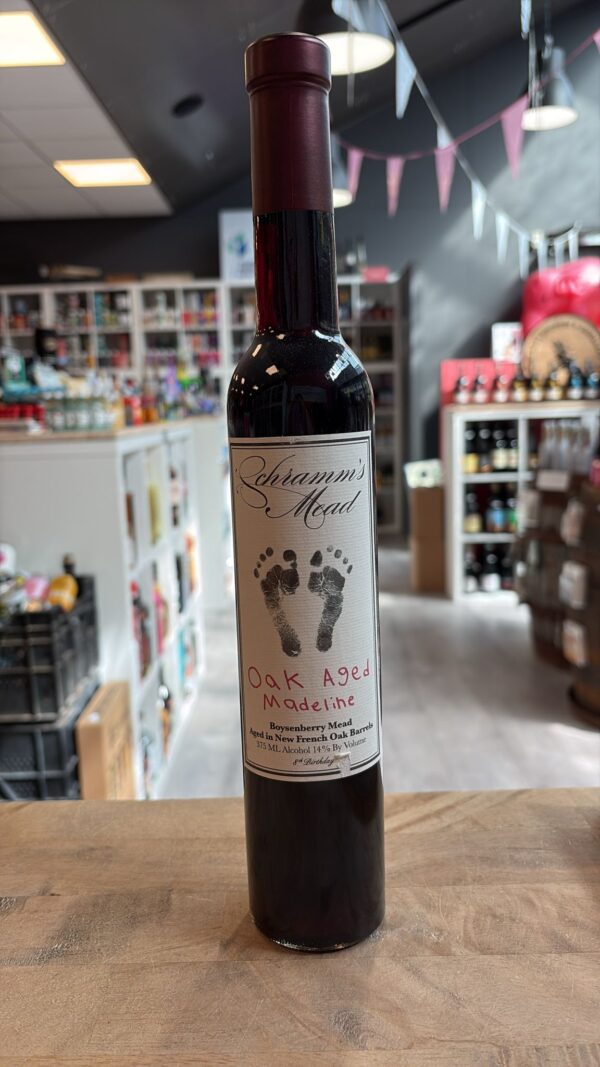 Schramm's
Mead
Oak Aged
Madeline
Boysenberry Mead
Aged in New French Oak Barrels
375 ML Alcohol 14% By Volume
8th Birthday